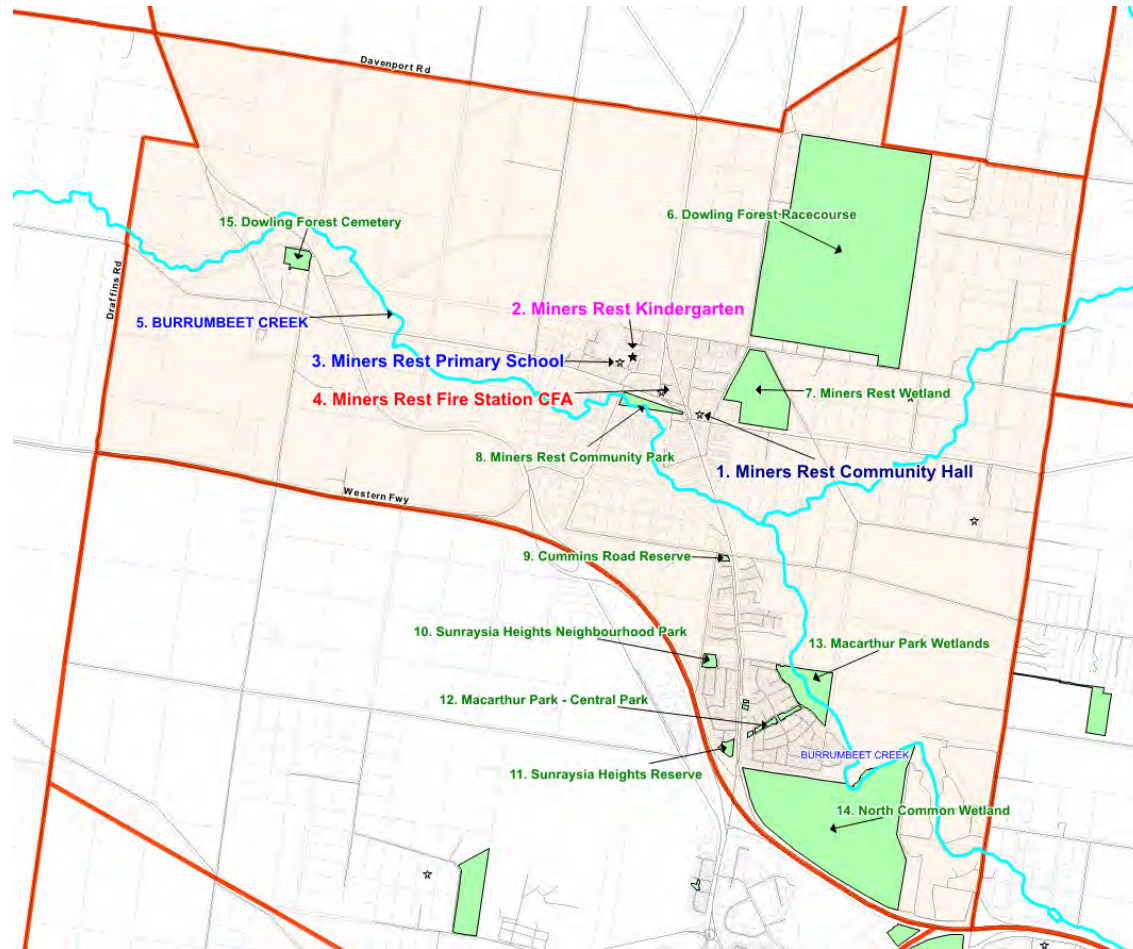 Davenport Rd
15. Dowling Forest Cemetery
6. Dowling Forest Racecourse
Draffins Rd
5. BURRUMBEET CREEK
2. Miners Rest Kindergarten
3. Miners Rest Primary School
4. Miners Rest Fire Station CFA
7. Miners Rest Wetland
8. Miners Rest Community Park
1. Miners Rest Community Hall
Western Fwy
9. Cummins Road Reserve
10. Sunraysia Heights Neighbourhood Park
13. Macarthur Park Wetlands
12. Macarthur Park - Central Park
BURRUMBEET CREEK
11. Sunraysia Heights Reserve
14. North Common Wetland